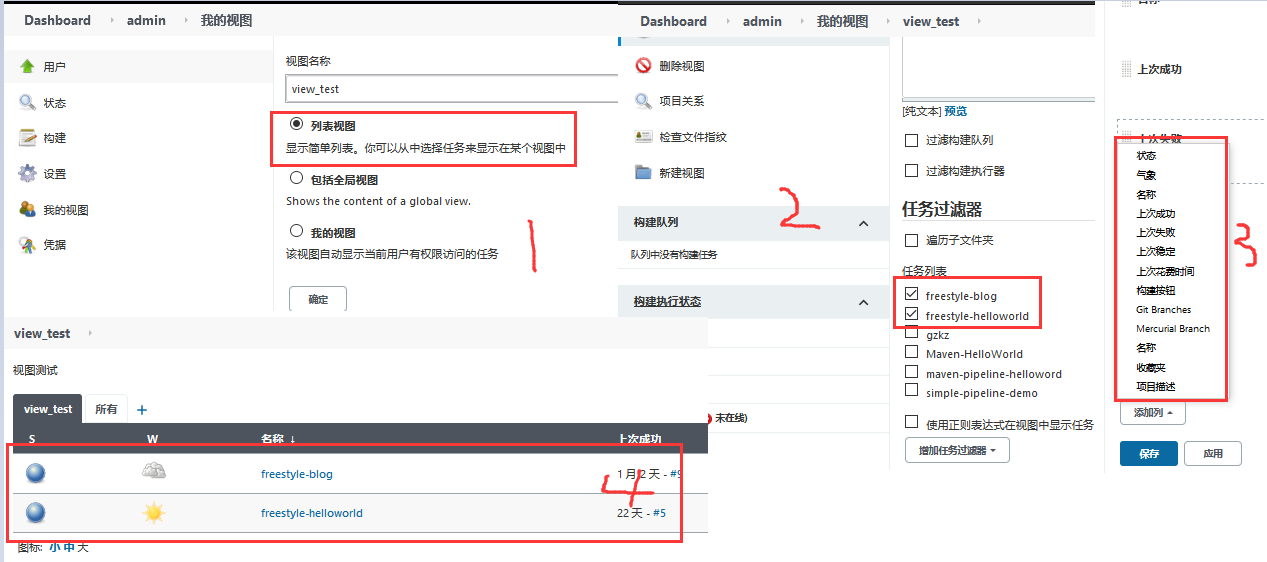 Dashboard admin 我的视图
用户
状态
构建
设置
我的视图
凭据
视图名称
view_test
列表视图
显示简单列表。你可以从中选择任务来显示在某个视图中
包括全局视图
Shows the content of a global view.
我的视图
该视图自动显示当前用户有权限访问的任务
确定
1
Dashboard admin 我的视图 view_test
删除视图
项目关系
检查文件指纹
新建视图
构建队列
队列中没有构建任务
构建执行状态
未在线)
2
[纯文本] 预览
过滤构建队列
过滤构建执行器
任务过滤器
遍历子文件夹
任务列表
freestyle-blog
freestyle-helloworld
gzkz
Maven-HelloWorld
maven-pipeline-helloword
simple-pipeline-demo
使用正则表达式在视图中显示任务
增加任务过滤器
名称
上次成功
上次失败
状态
气象
名称
上次成功
上次失败
上次稳定
上次花费时间
构建按钮
Git Branches
Mercurial Branch
名称
收藏夹
项目描述
添加列
保存 应用
3
view_test
视图测试
view_test 所有 +
S W 名称 ↓ 上次成功
freestyle-blog 1 月 2 天 - #9
freestyle-helloworld 22 天 - #5
4
图标: 小 中 大